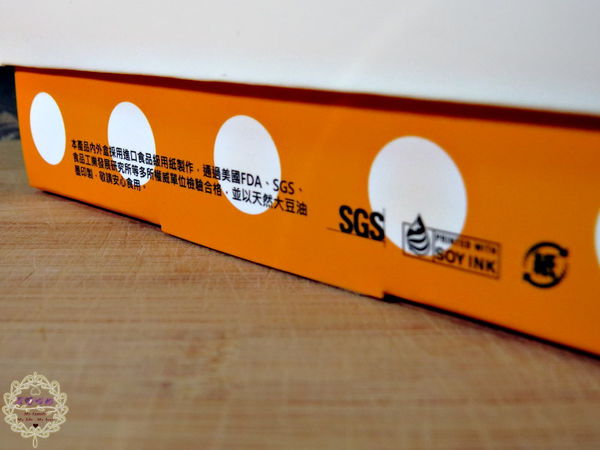 本產品內外盒採用進口食品級用紙製作，通過美國FDA、SGS、
食品工業發展研究所等多所權威單位檢驗合格，並以天然大豆油
墨印製，敬請安心食用。
SGS
PRINTED WITH
SOY INK
紙